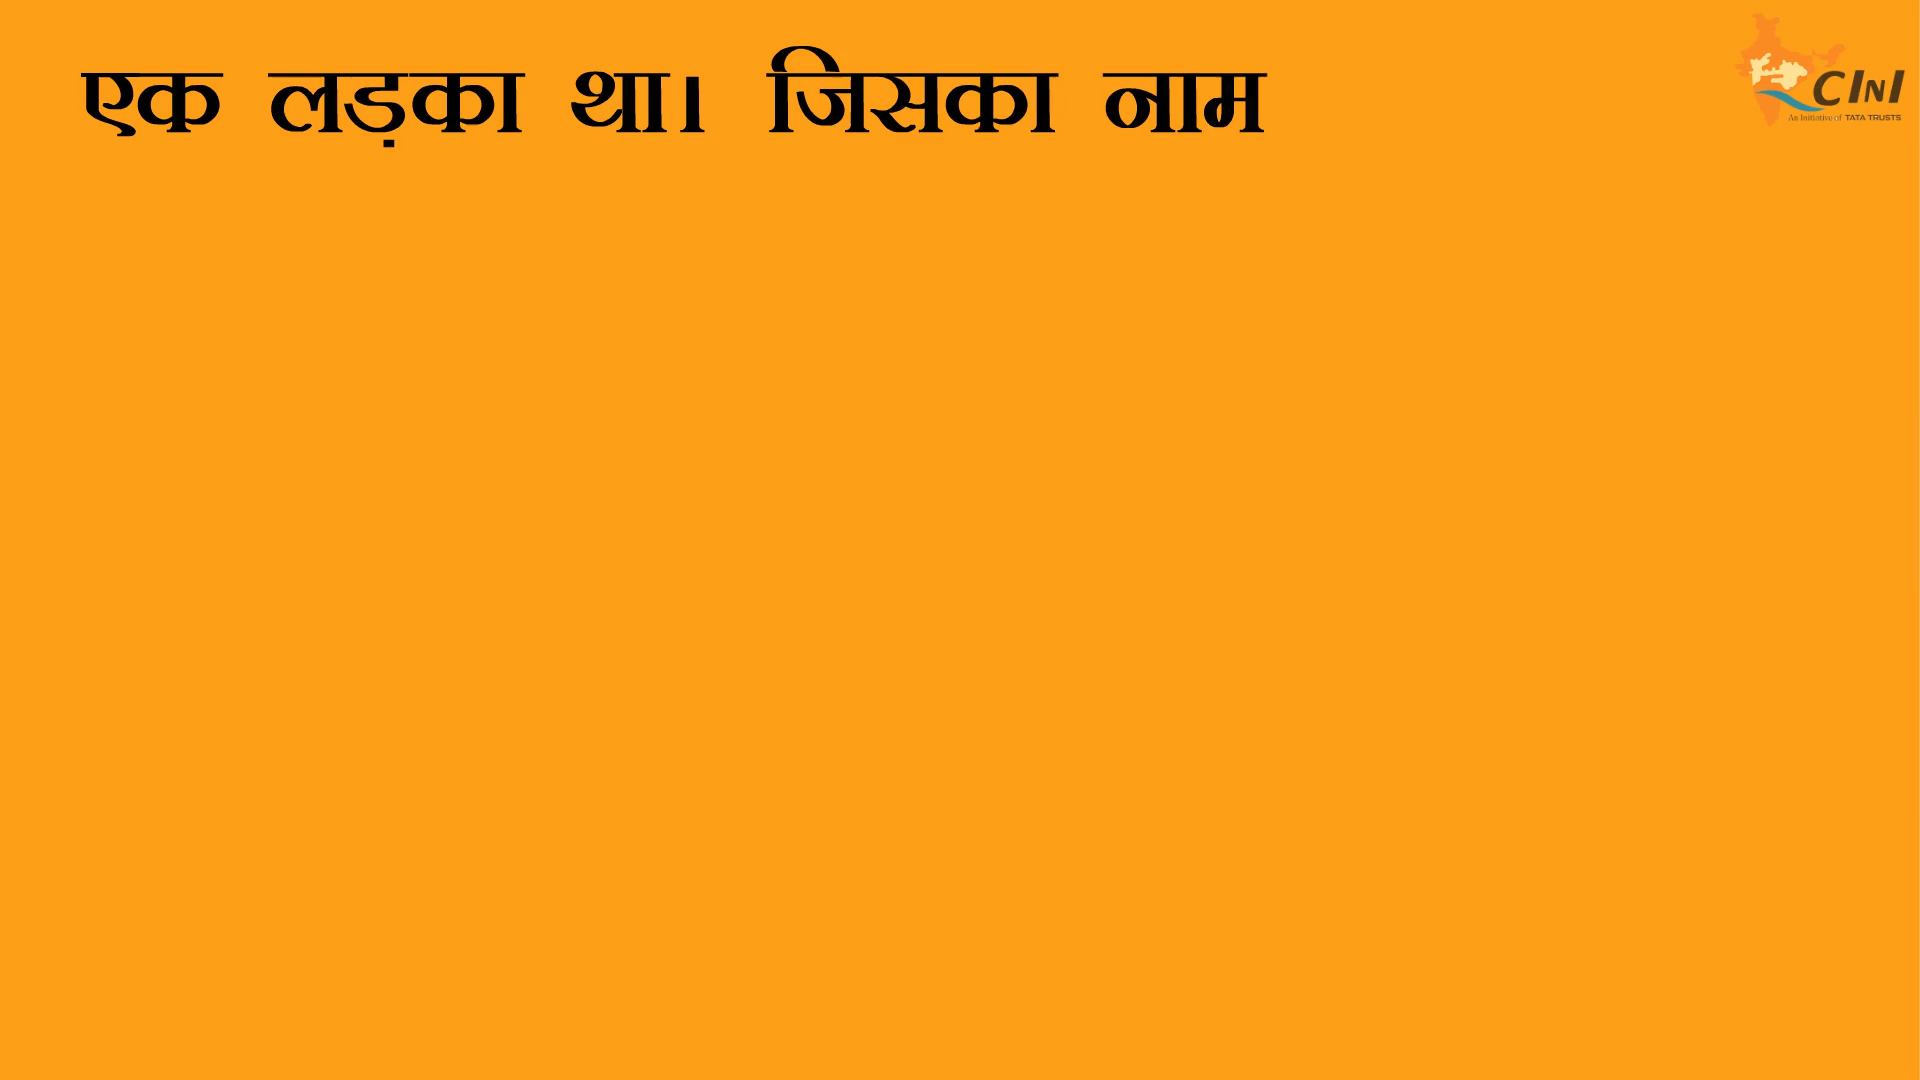 एक लड़का था। जिसका नाम
CInI
An Initiative of TATA TRUSTS